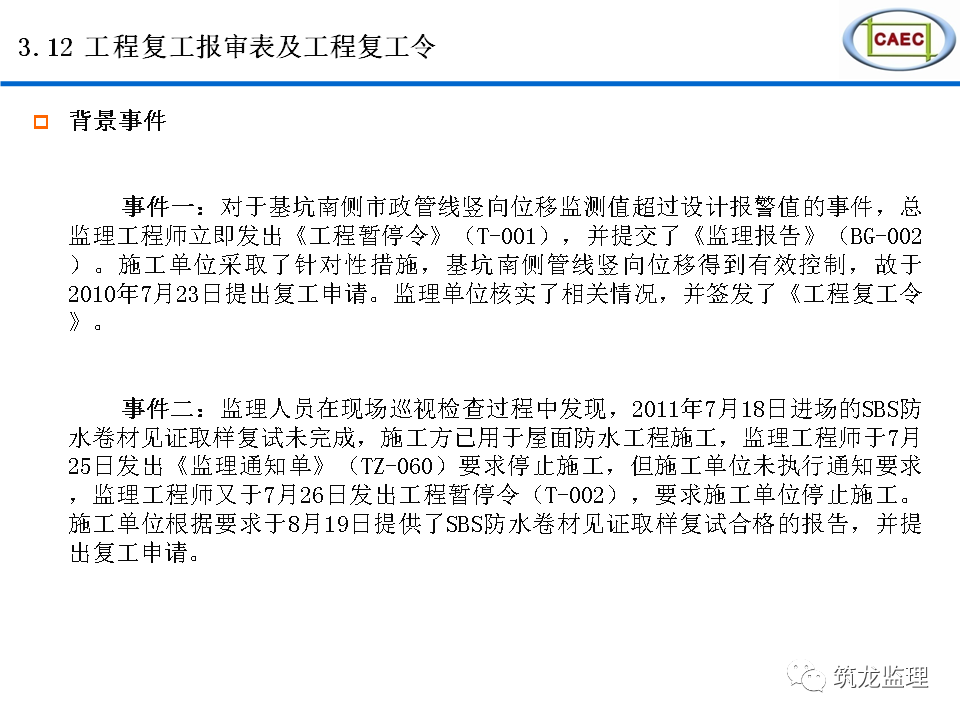 3.12 工程复工报审表及工程复工令
CAEC
背景事件
事件一：对于基坑南侧市政管线竖向位移监测值超过设计报警值的事件，总
监理工程师立即发出《工程暂停令》（T-001），并提交了《监理报告》（BG-002
）。施工单位采取了针对性措施，基坑南侧管线竖向位移得到有效控制，故于
2010年7月23日提出复工申请。监理单位核实了相关情况，并签发了《工程复工令
》。
事件二：监理人员在现场巡视检查过程中发现，2011年7月18日进场的SBS防
水卷材见证取样复试未完成，施工方已用于屋面防水工程施工，监理工程师于7月
25日发出《监理通知单》（TZ-060）要求停止施工，但施工单位未执行通知要求
，监理工程师又于7月26日发出工程暂停令（T-002），要求施工单位停止施工。
施工单位根据要求于8月19日提供了SBS防水卷材见证取样复试合格的报告，并提
出复工申请。
筑龙监理